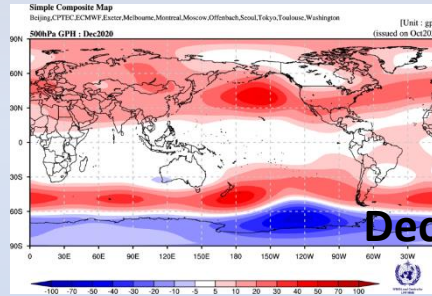 Simple Composite Map
Beijing,CPTEC,ECMWF,Exeter,Melbourne,Montreal,Moscow,Offenbach,Seoul,Tokyo,Toulouse,Washington
500hPa GPH : Dec2020
[Unit : gp
(issued on Oct202
90N
60N
30N
0
30S
60S
90S
0 30E 60E 90E 120E 150E 180 150W 120W 90W 60W 30W
Dec
-100 -70 -50 -40 -30 -20 -10 -5 5 10 20 30 40 50 70 100